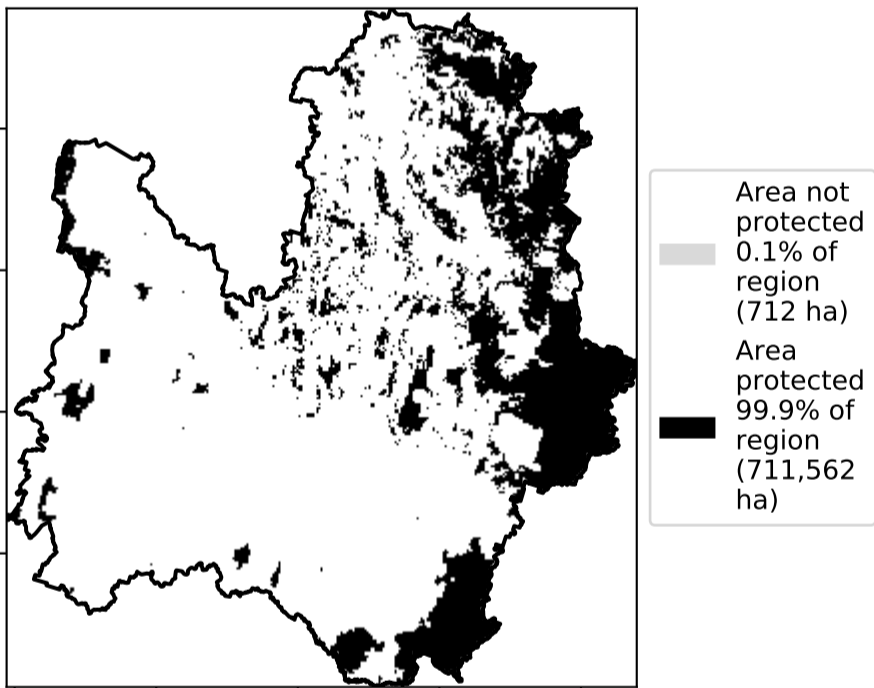 Area not
protected
0.1% of
region
(712 ha)
Area
protected
99.9% of
region
(711,562
ha)